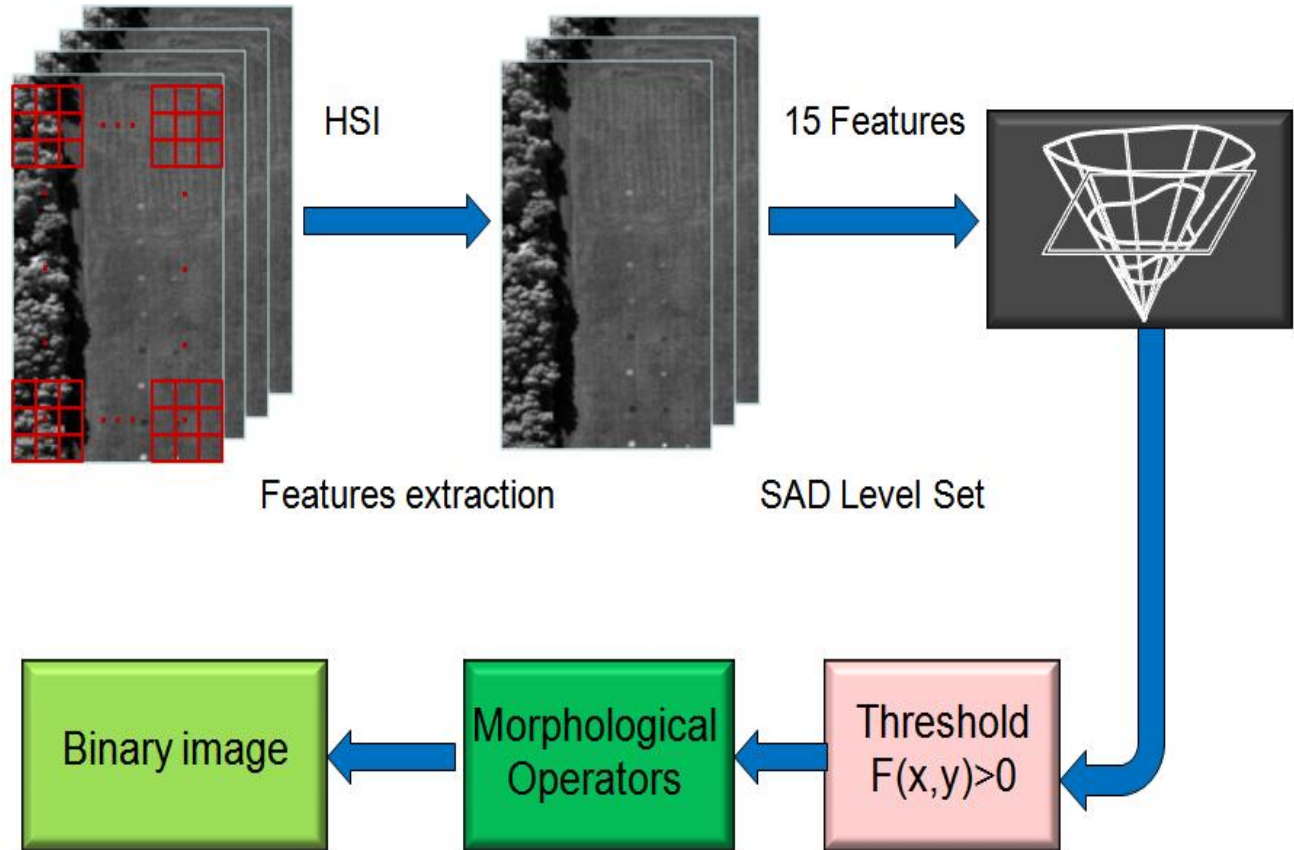 HSI
15 Features
Features extraction
SAD Level Set
Binary image
Morphological
Operators
Threshold
F(x,y)>0